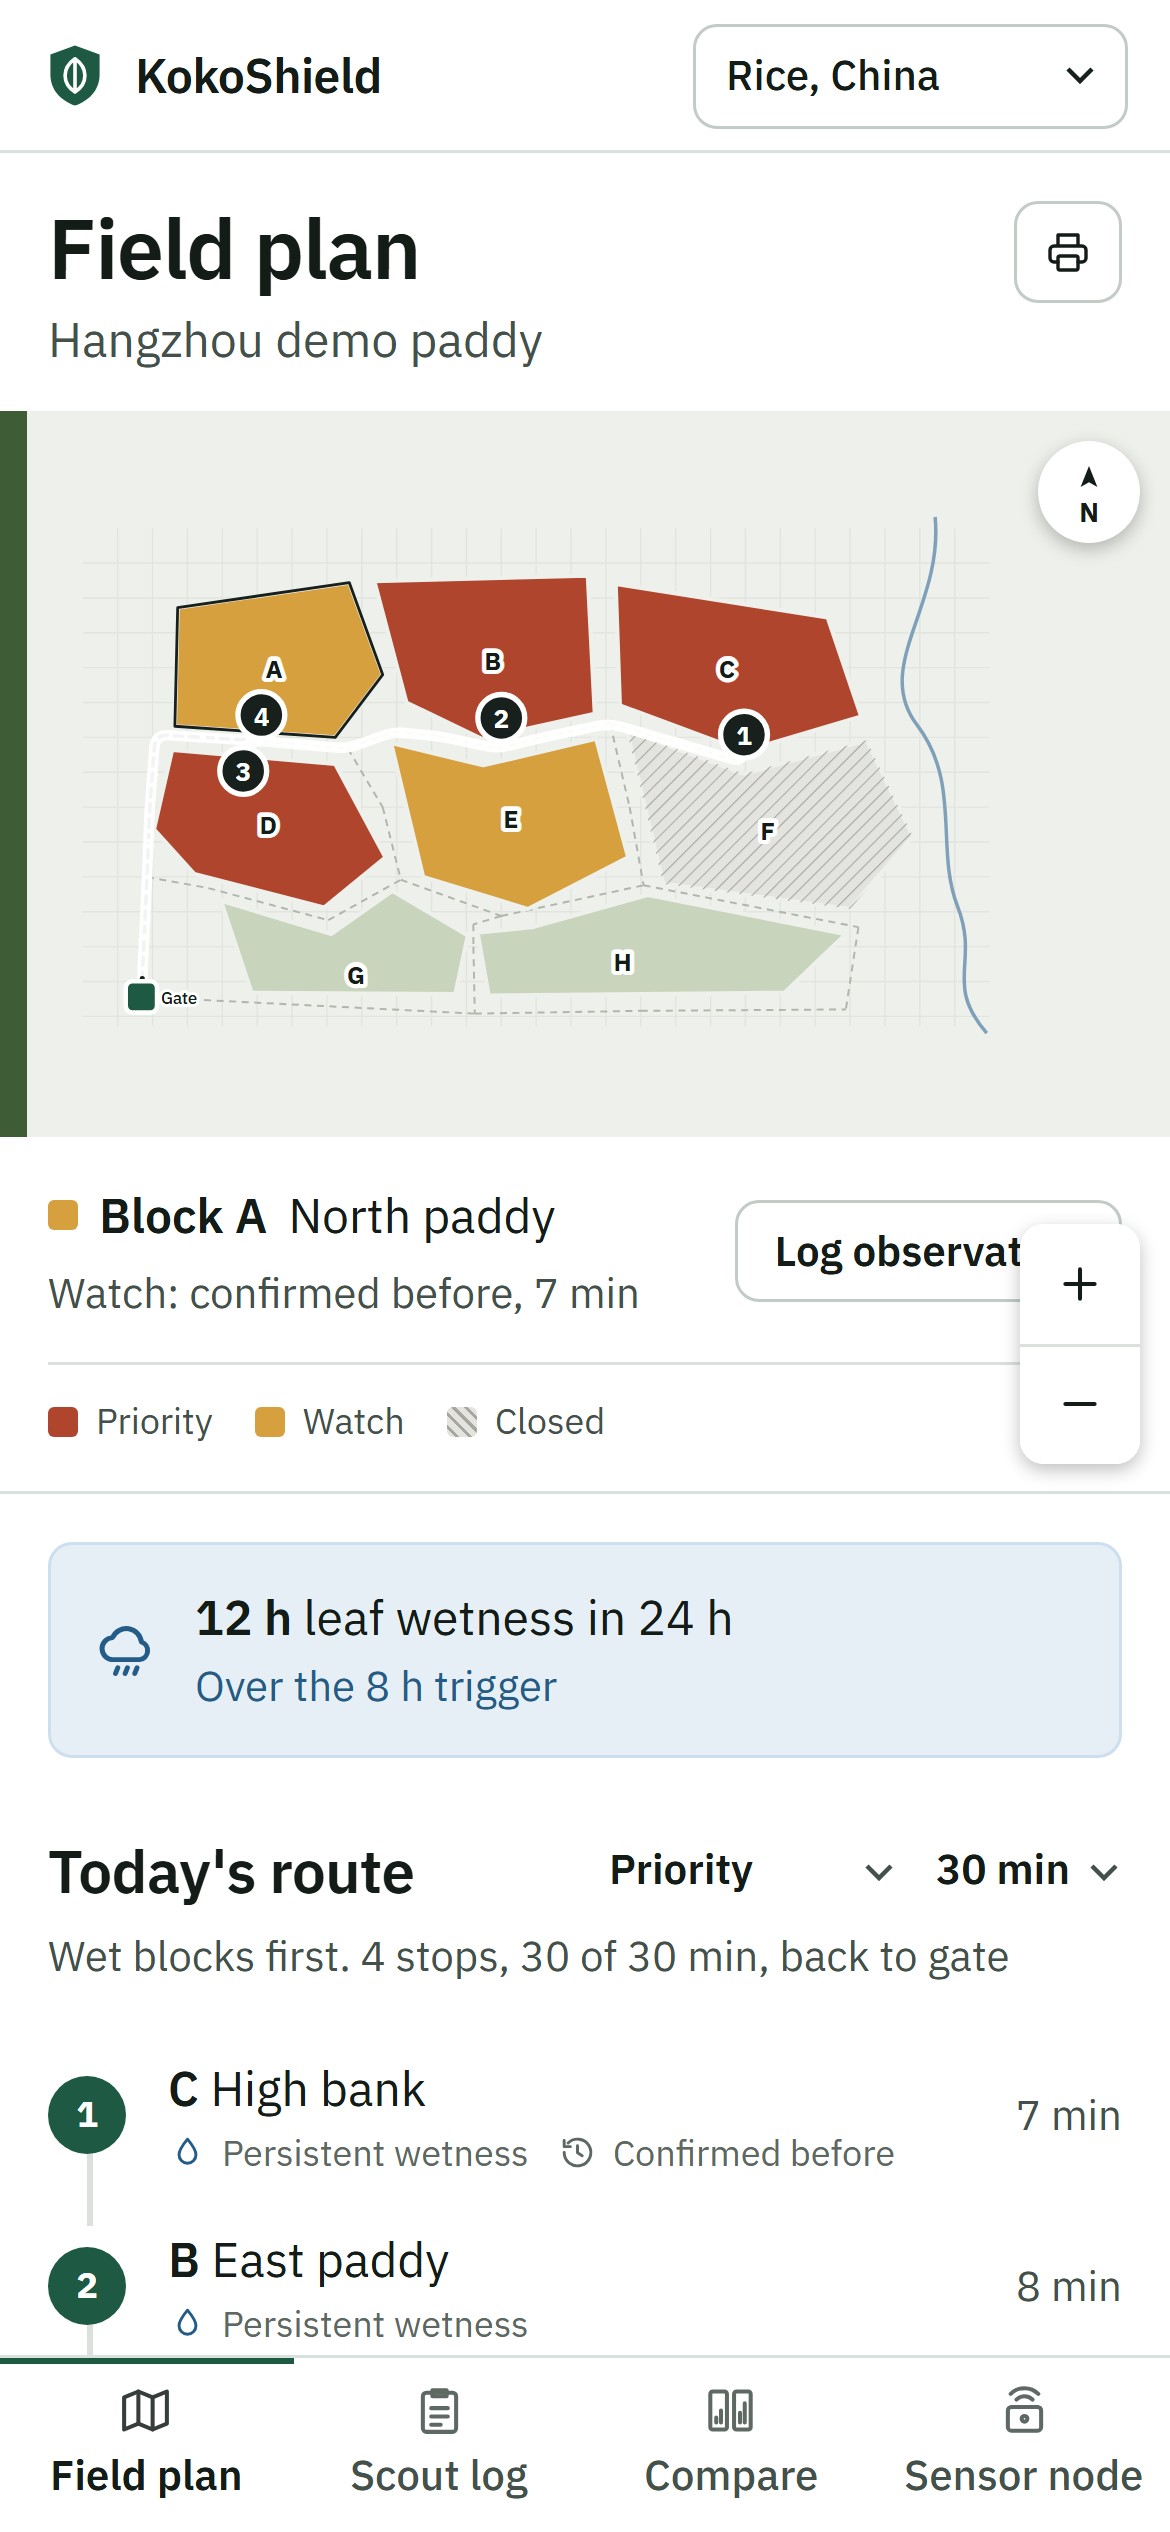 KokoShield
Rice, China
Field plan
Hangzhou demo paddy
N
A
B
C
4
2
1
3
D
E
F
G
H
Gate
Block A North paddy
Log observat
Watch: confirmed before, 7 min
+
−
Priority
Watch
Closed
12 h leaf wetness in 24 h
Over the 8 h trigger
Today's route
Priority
30 min
Wet blocks first. 4 stops, 30 of 30 min, back to gate
1
C High bank
7 min
Persistent wetness
Confirmed before
2
B East paddy
8 min
Persistent wetness
Field plan
Scout log
Compare
Sensor node